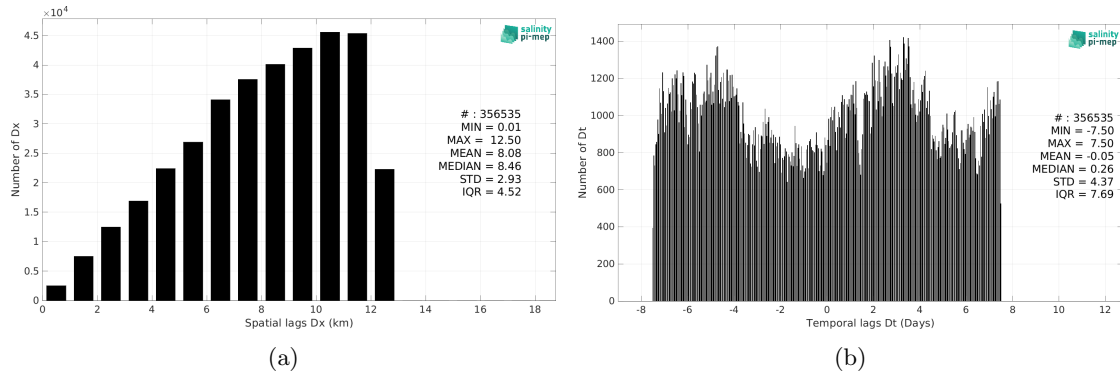 ×10⁴
4.5
4
3.5
3
2.5
2
1.5
1
0.5
0
Number of Dx
0 2 4 6 8 10 12 14 16 18
Spatial lags Dx (km)
salinity
pi-mep
# : 356535
MIN = 0.01
MAX = 12.50
MEAN = 8.08
MEDIAN = 8.46
STD = 2.93
IQR = 4.52
(a)
1400
1200
1000
800
600
400
200
0
Number of Dt
-8 -6 -4 -2 0 2 4 6 8 10 12
Temporal lags Dt (Days)
salinity
pi-mep
# : 356535
MIN = -7.50
MAX = 7.50
MEAN = -0.05
MEDIAN = 0.26
STD = 4.37
IQR = 7.69
(b)